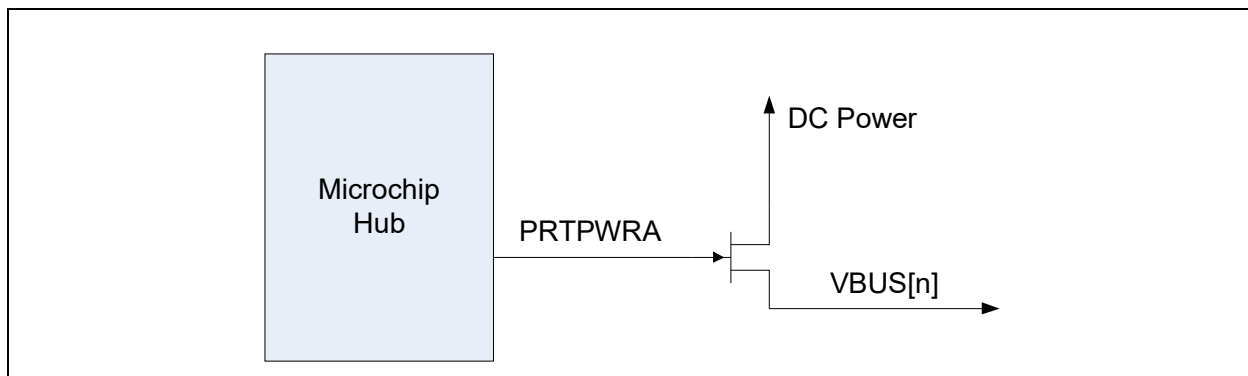 Microchip
Hub
DC Power
PRTPWRA
VBUS[n]